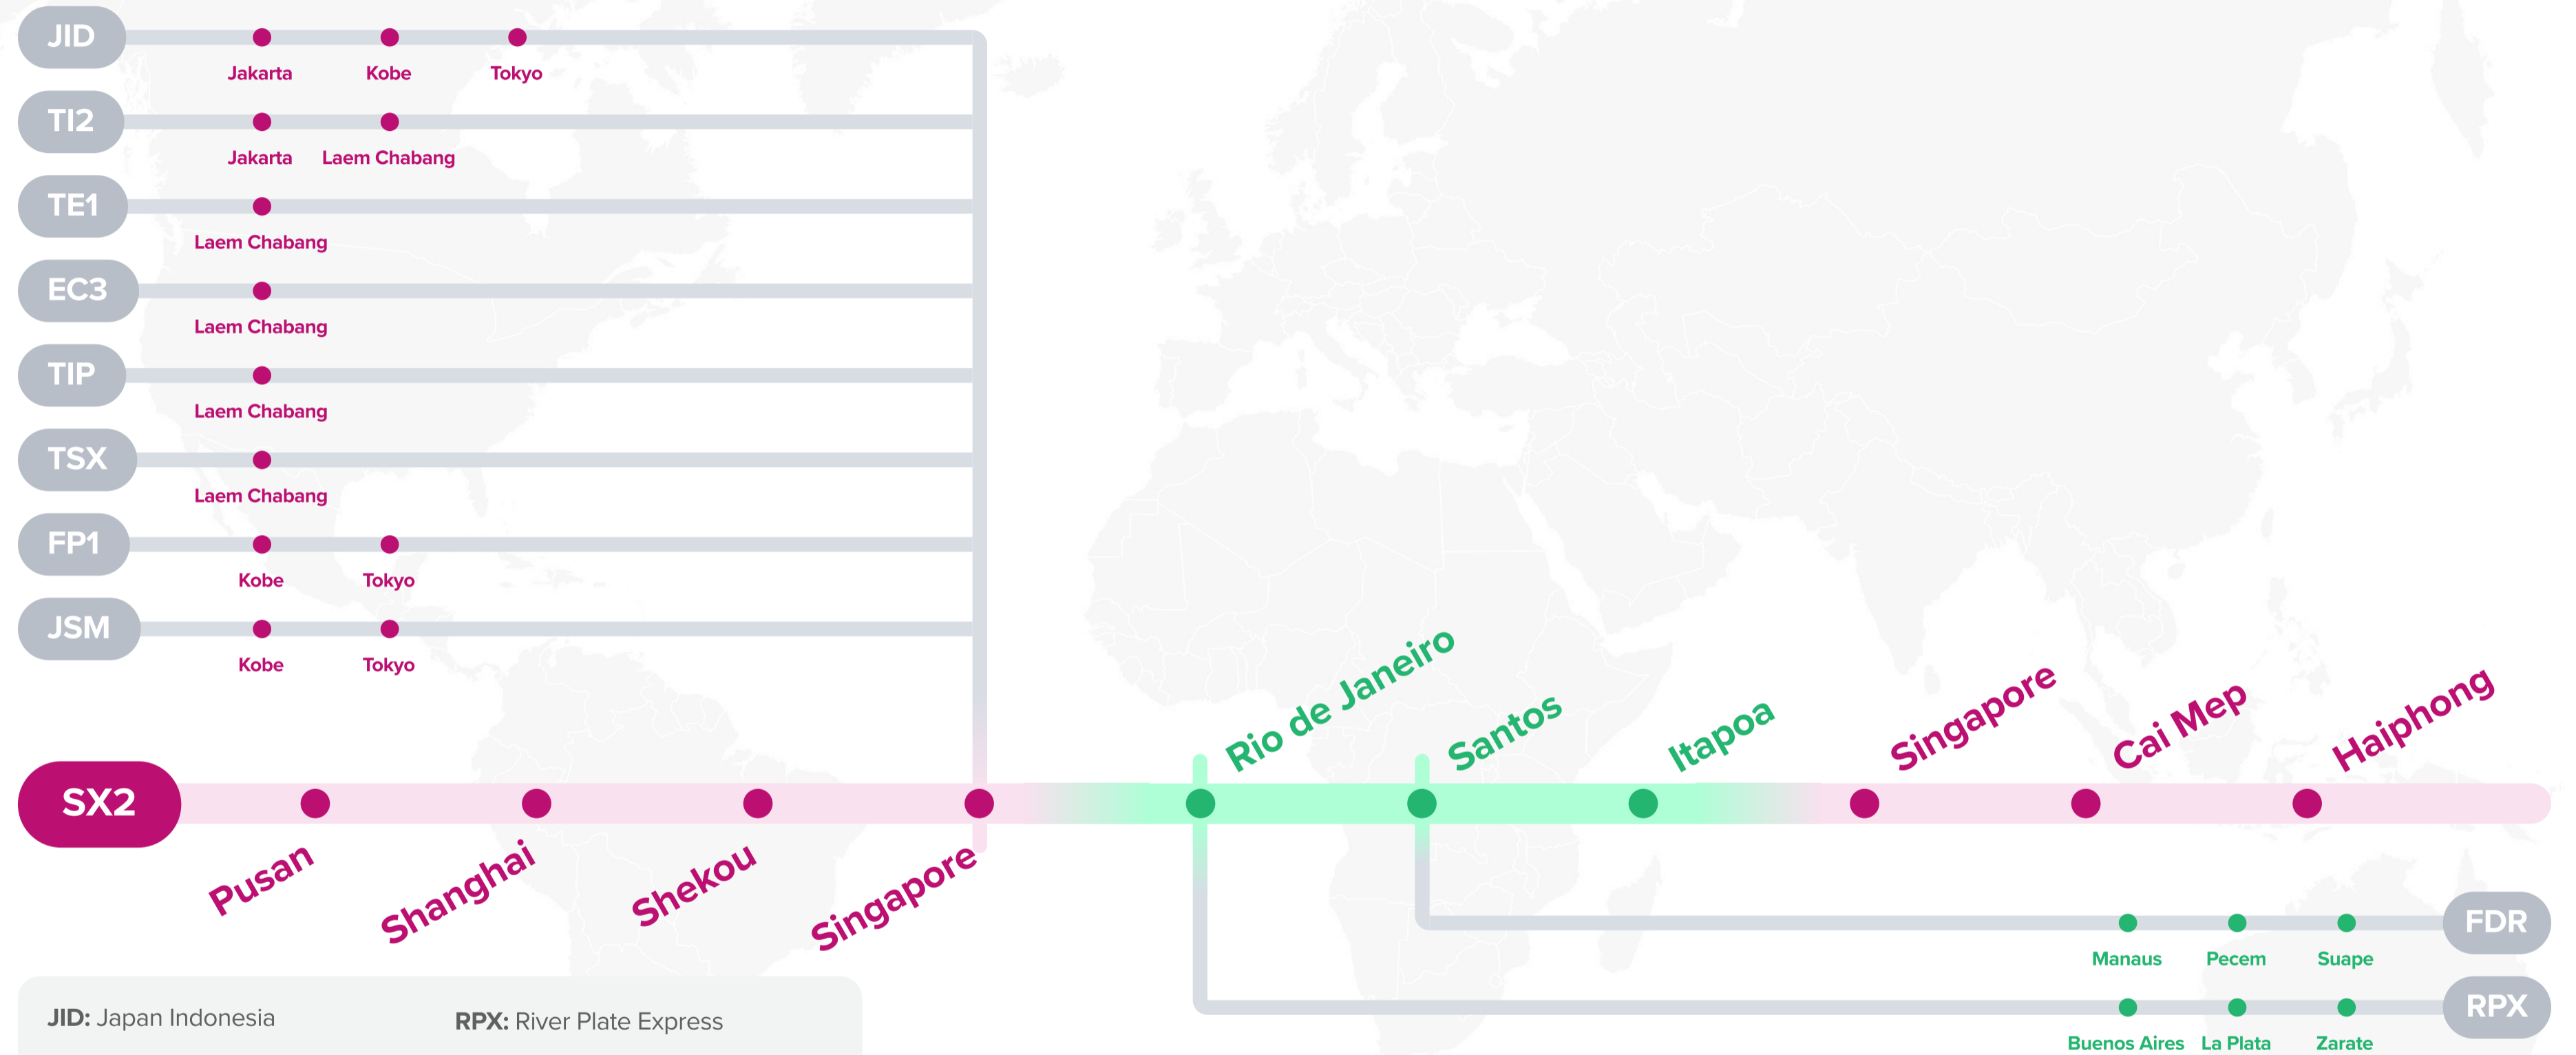 JID
Jakarta Kobe Tokyo
TI2
Jakarta Laem Chabang
TE1
Laem Chabang
EC3
Laem Chabang
TIP
Laem Chabang
TSX
Laem Chabang
FP1
Kobe Tokyo
JSM
Kobe Tokyo
Rio de Janeiro Santos Itapoa Singapore Cai Mep Haiphong
SX2
Pusan Shanghai Shekou Singapore
FDR
Manaus Pecem Suape
RPX
Buenos Aires La Plata Zarate
JID: Japan Indonesia
RPX: River Plate Express